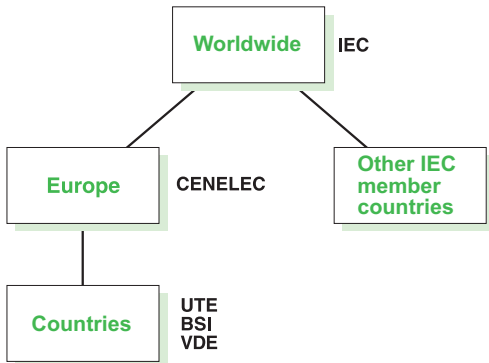 Worldwide
IEC
Europe
CENELEC
Other IEC
member
countries
Countries
UTE
BSI
VDE